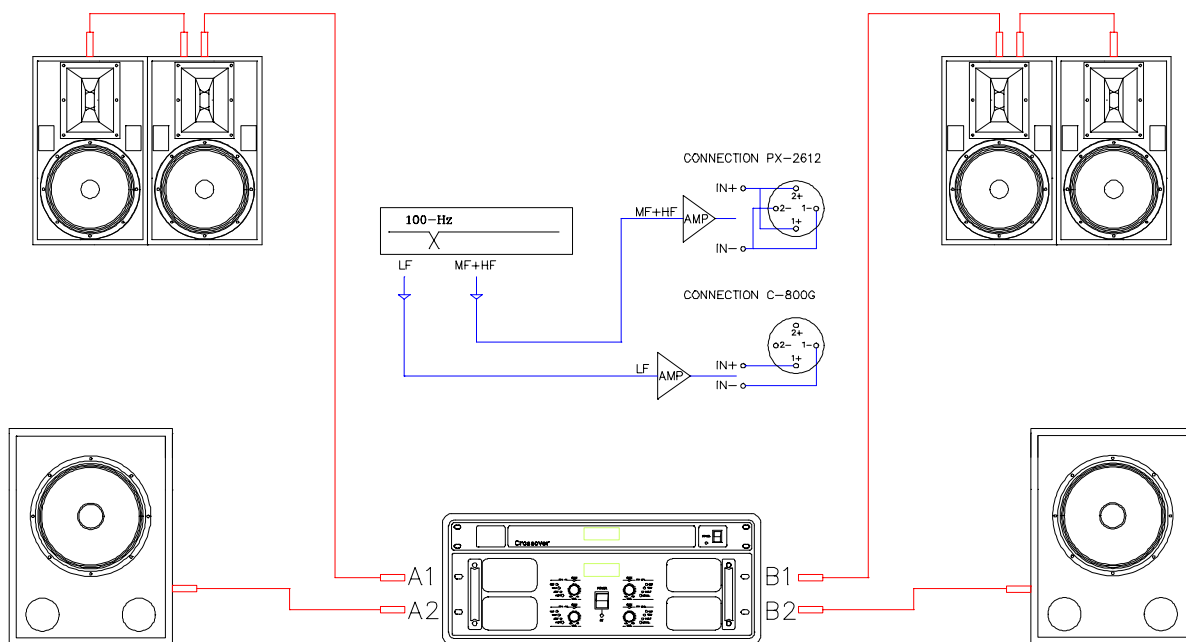 CONNECTION PX-2612
IN+
2+
2-
1-
1+
IN-
MF+HF
AMP
100-Hz
LF
MF+HF
CONNECTION C-800G
2+
2-
1-
1+
IN+
IN-
LF
AMP
Crossover
POWER
A1
B1
A2
B2